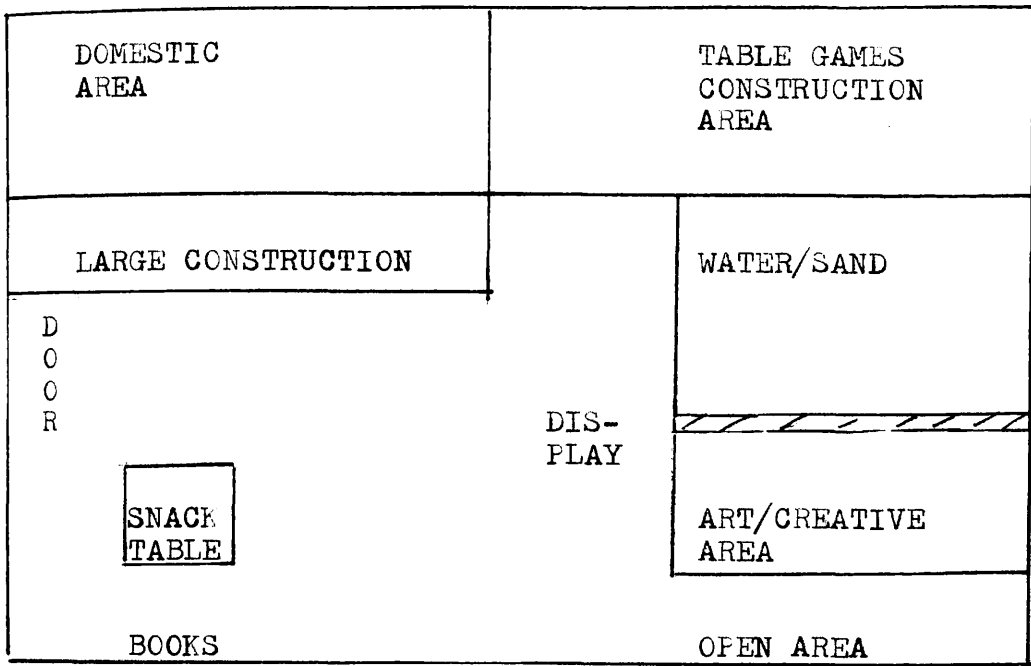 DOMESTIC
AREA
TABLE GAMES
CONSTRUCTION
AREA
LARGE CONSTRUCTION
WATER/SAND
D
O
O
R
DIS-
PLAY
SNACK
TABLE
ART/CREATIVE
AREA
BOOKS
OPEN AREA